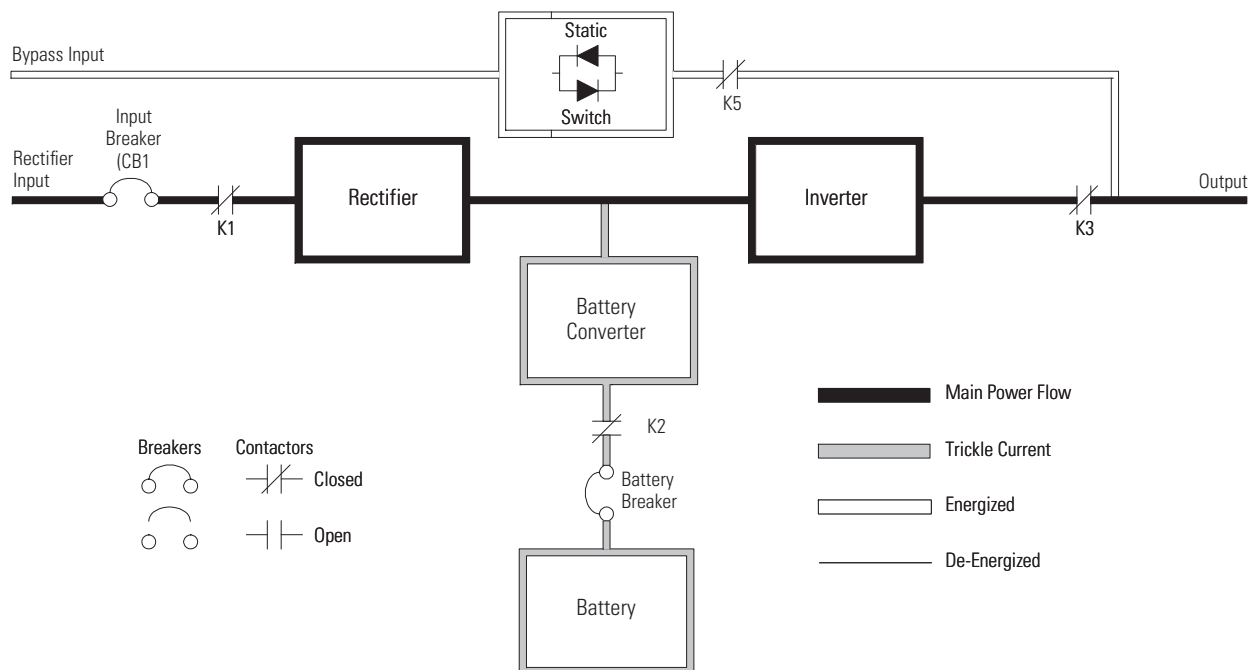 Bypass Input
Static
Switch
K5
Input
Breaker
(CB1
Rectifier
Input
K1
Rectifier
Inverter
K3
Output
Battery
Converter
K2
Battery
Breaker
Battery
Breakers
Contactors
Closed
Open
Main Power Flow
Trickle Current
Energized
De-Energized